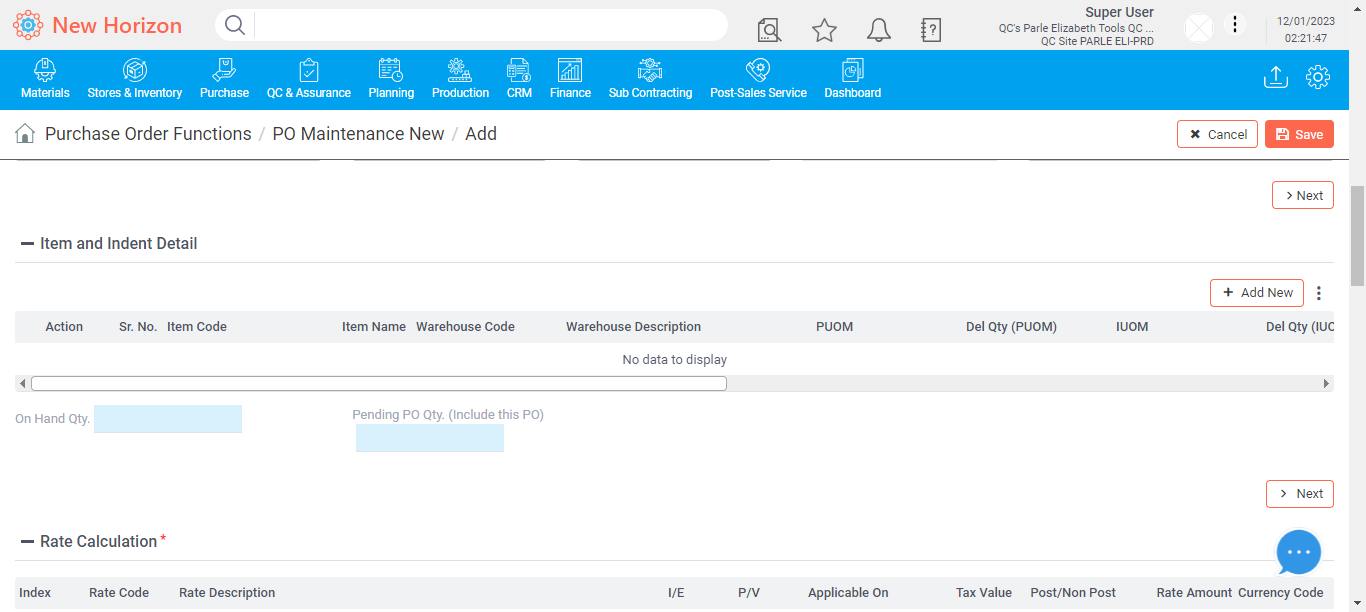 New Horizon
Super User
QC's Parle Elizabeth Tools QC ...
QC Site PARLE ELI-PRD
12/01/2023
02:21:47
Materials Stores & Inventory Purchase QC & Assurance Planning Production CRM Finance Sub Contracting Post-Sales Service Dashboard
Purchase Order Functions / PO Maintenance New / Add
Cancel Save
Next
Item and Indent Detail
+ Add New
Action Sr. No. Item Code Item Name Warehouse Code Warehouse Description PUOM Del Qty (PUOM) IUOM Del Qty (IUO
No data to display
On Hand Qty. Pending PO Qty. (Include this PO)
Next
Rate Calculation *
Index Rate Code Rate Description I/E P/V Applicable On Tax Value Post/Non Post Rate Amount Currency Code